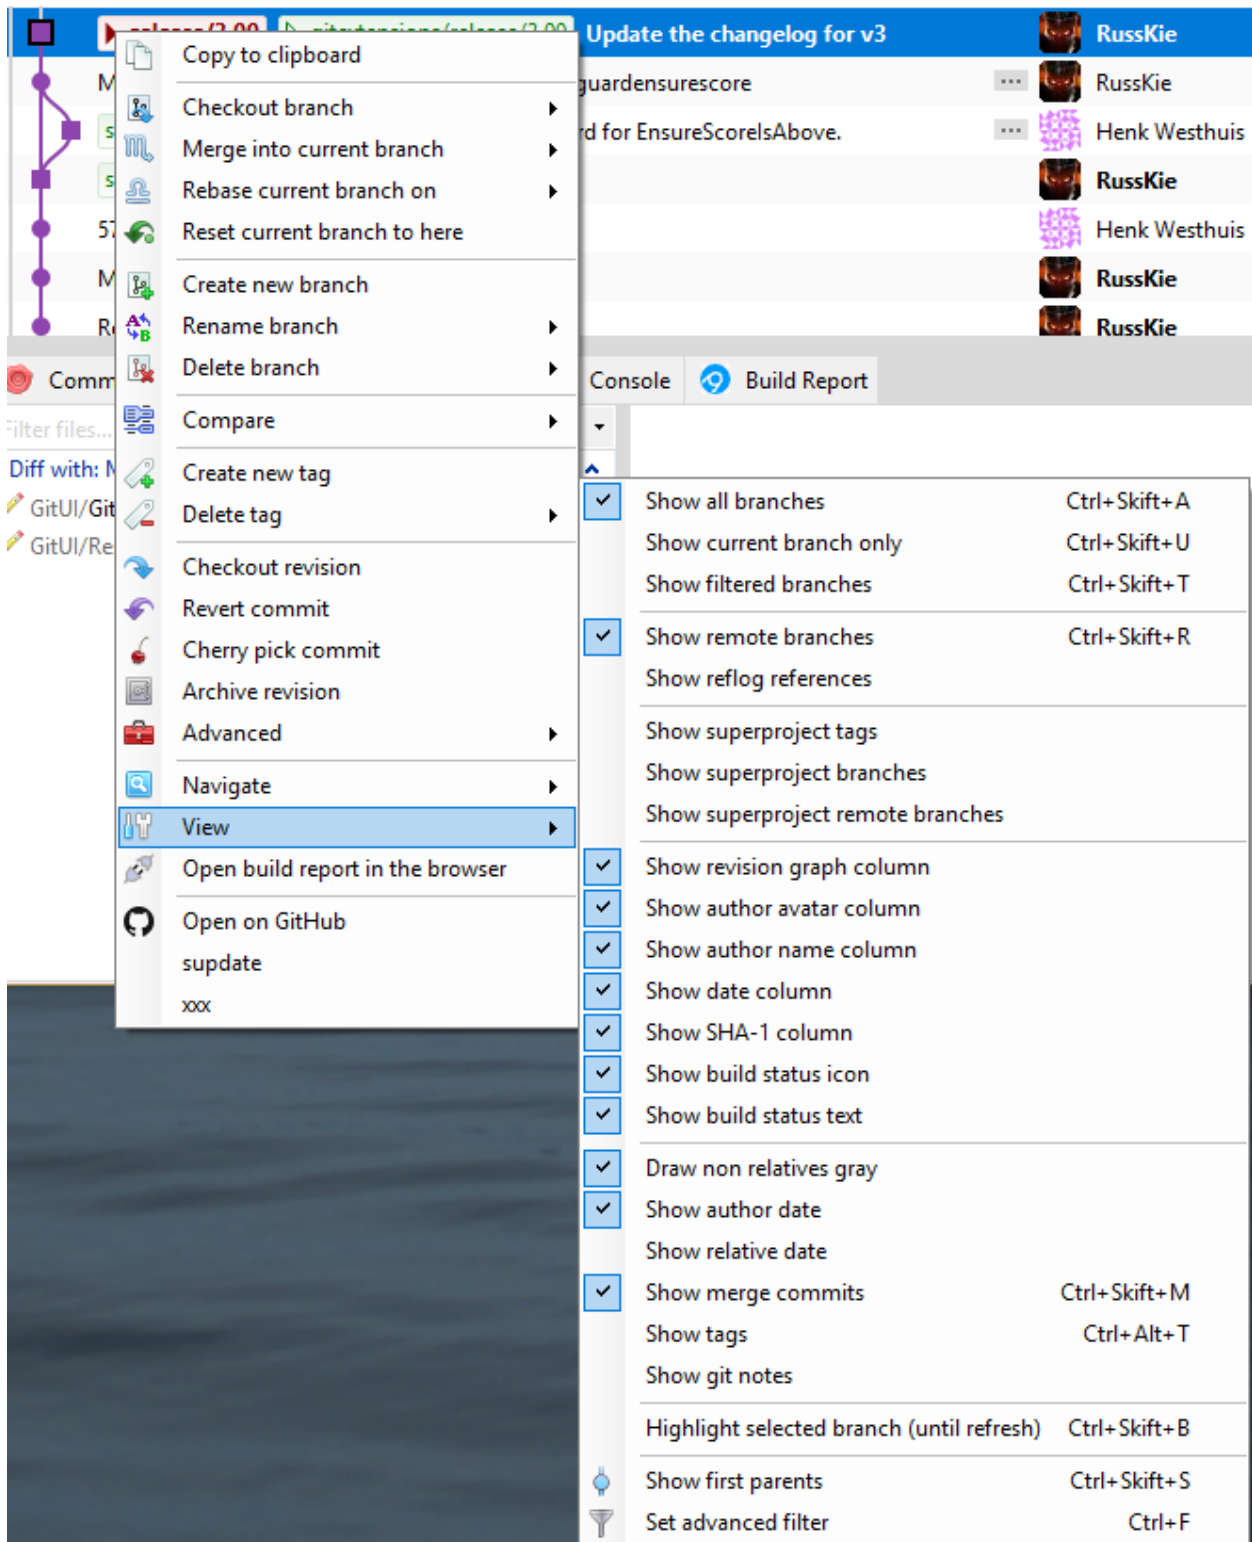 Update the changelog for v3 RussKie
guardensurescore ... RussKie
rd for EnsureScoreIsAbove. ... Henk Westhuis
RussKie
57 Henk Westhuis
M RussKie
RussKie
Copy to clipboard
Checkout branch
Merge into current branch
Rebase current branch on
Reset current branch to here
Create new branch
Rename branch
Delete branch
Compare
Create new tag
Delete tag
Checkout revision
Revert commit
Cherry pick commit
Archive revision
Advanced
Navigate
View
Open build report in the browser
Open on GitHub
supdate
xxx
Comm Console Build Report
Filter files...
Diff with: M
GitUI/Git
GitUI/Re
Show all branches Ctrl+Skift+A
Show current branch only Ctrl+Skift+U
Show filtered branches Ctrl+Skift+T
Show remote branches Ctrl+Skift+R
Show reflog references
Show superproject tags
Show superproject branches
Show superproject remote branches
Show revision graph column
Show author avatar column
Show author name column
Show date column
Show SHA-1 column
Show build status icon
Show build status text
Draw non relatives gray
Show author date
Show relative date
Show merge commits Ctrl+Skift+M
Show tags Ctrl+Alt+T
Show git notes
Highlight selected branch (until refresh) Ctrl+Skift+B
Show first parents Ctrl+Skift+S
Set advanced filter Ctrl+F